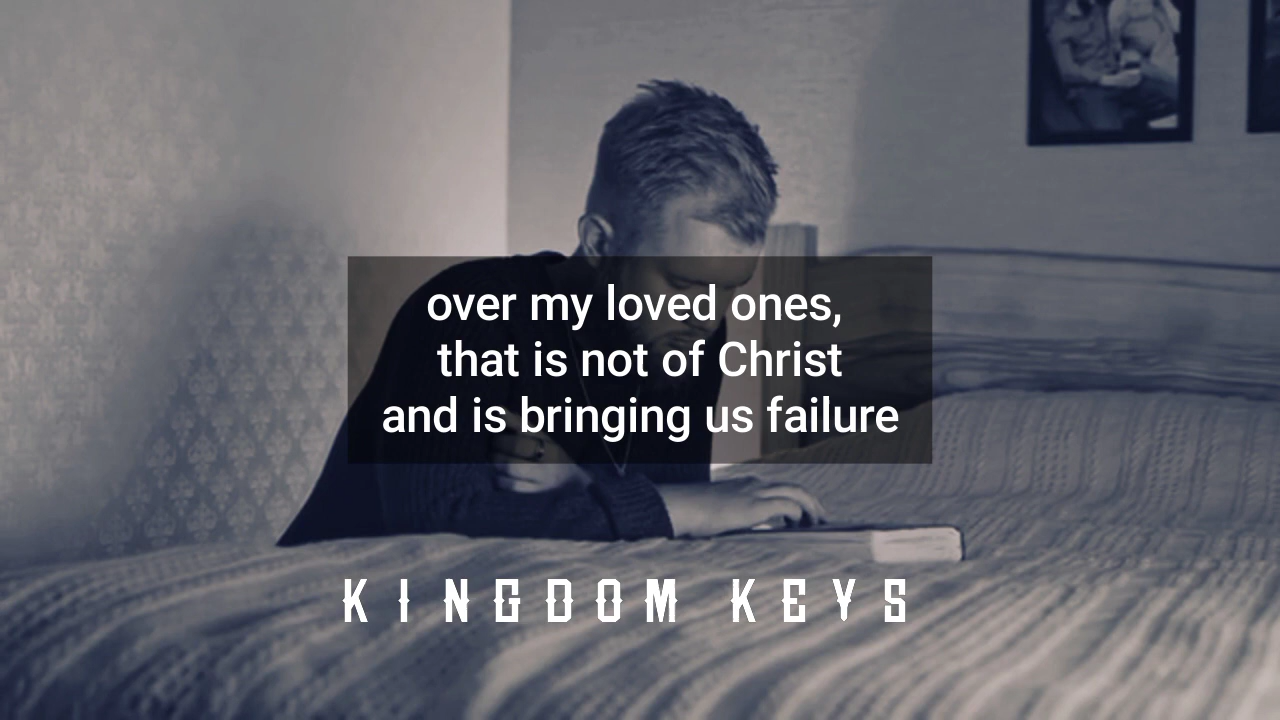 over my loved ones,
that is not of Christ
and is bringing us failure
KINGDOM KEYS